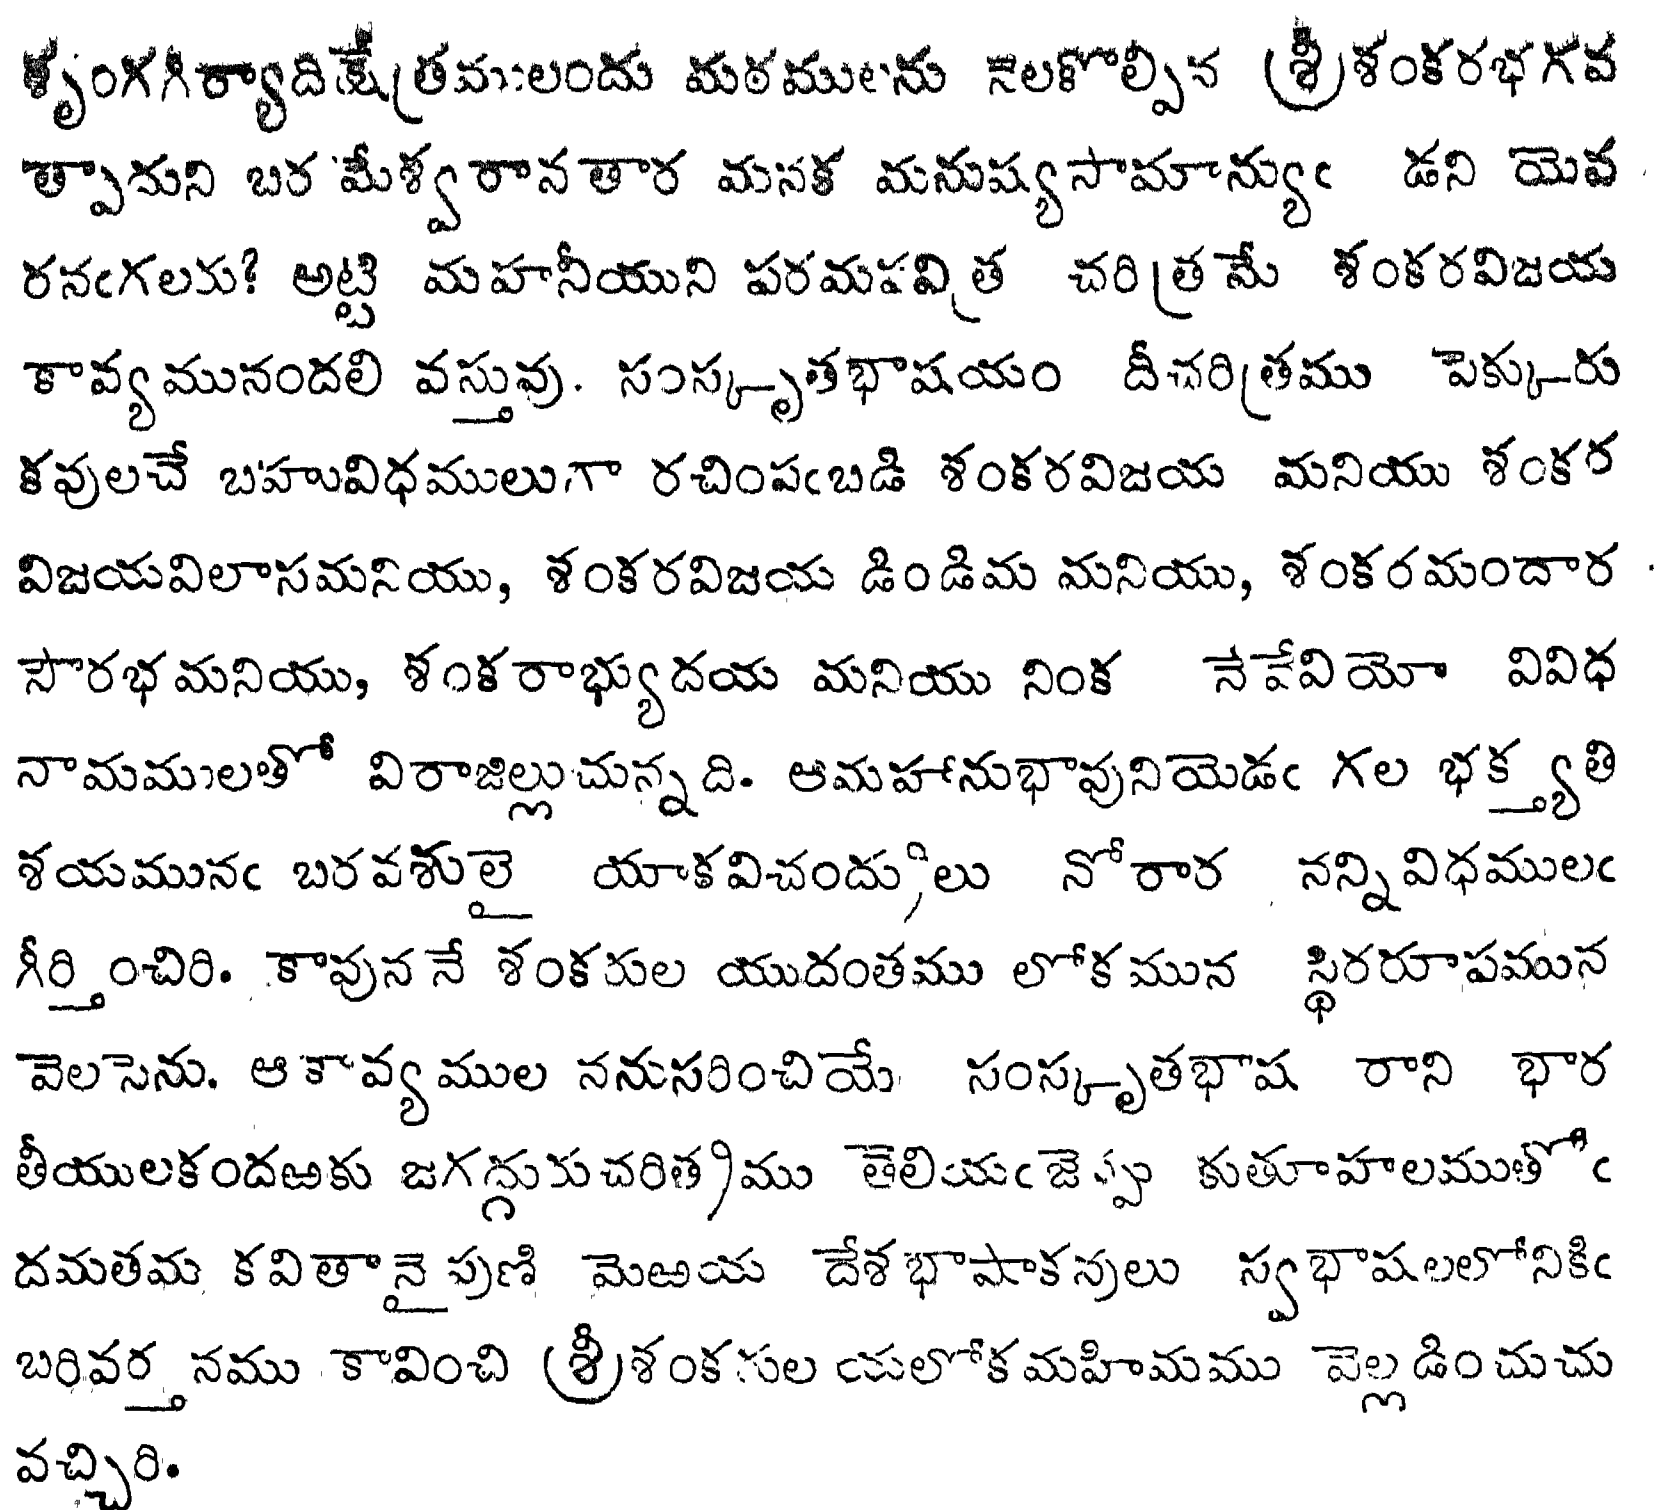 శృంగగిర్యాదిక్షేత్రములందు మఠములను నెలకొల్పిన శ్రీశంకరభగవ
త్పాదుని బర మేశ్వరావతార మనక మనుష్యసామాన్యుఁ డని యెవ
రనఁగలరు? అట్టి మహనీయుని పరమపవిత్ర చరిత్రమే శంకరవిజయ
కావ్యమునందలి వస్తువు. సంస్కృతభాషయం దీచరిత్రము పెక్కురు
కవులచే బహువిధములుగా రచింపఁబడి శంకరవిజయ మనియు శంకర
విజయవిలాసమనియు, శంకరవిజయ డిండిమ మనియు, శంకరమందార
సౌరభమనియు, శంకరాభ్యుదయ మనియు నింక నేవేవియో వివిధ
నామములతో విరాజిల్లుచున్నది. ఆమహానుభావునియెడఁ గల భక్త్యతి
శయమునఁ బరవశులై యాకవిచంద్రులు నోరార నన్నివిధములఁ
గీర్తించిరి. కావుననే శంకరుల యుదంతము లోకమున స్థిరరూపమున
వెలసెను. ఆకావ్యముల ననుసరించియే సంస్కృతభాష రాని భార
తీయులకందఱకు జగద్గురుచరిత్రము తెలియఁజెప్పు కుతూహలముతోఁ
దమతమ కవితానైపుణి మెఱయ దేశభాషాకవులు స్వభాషలలోనికిఁ
బరివర్తనము కావించి శ్రీశంకరుల యలోకమహిమము వెల్లడించుచు
వచ్చిరి.